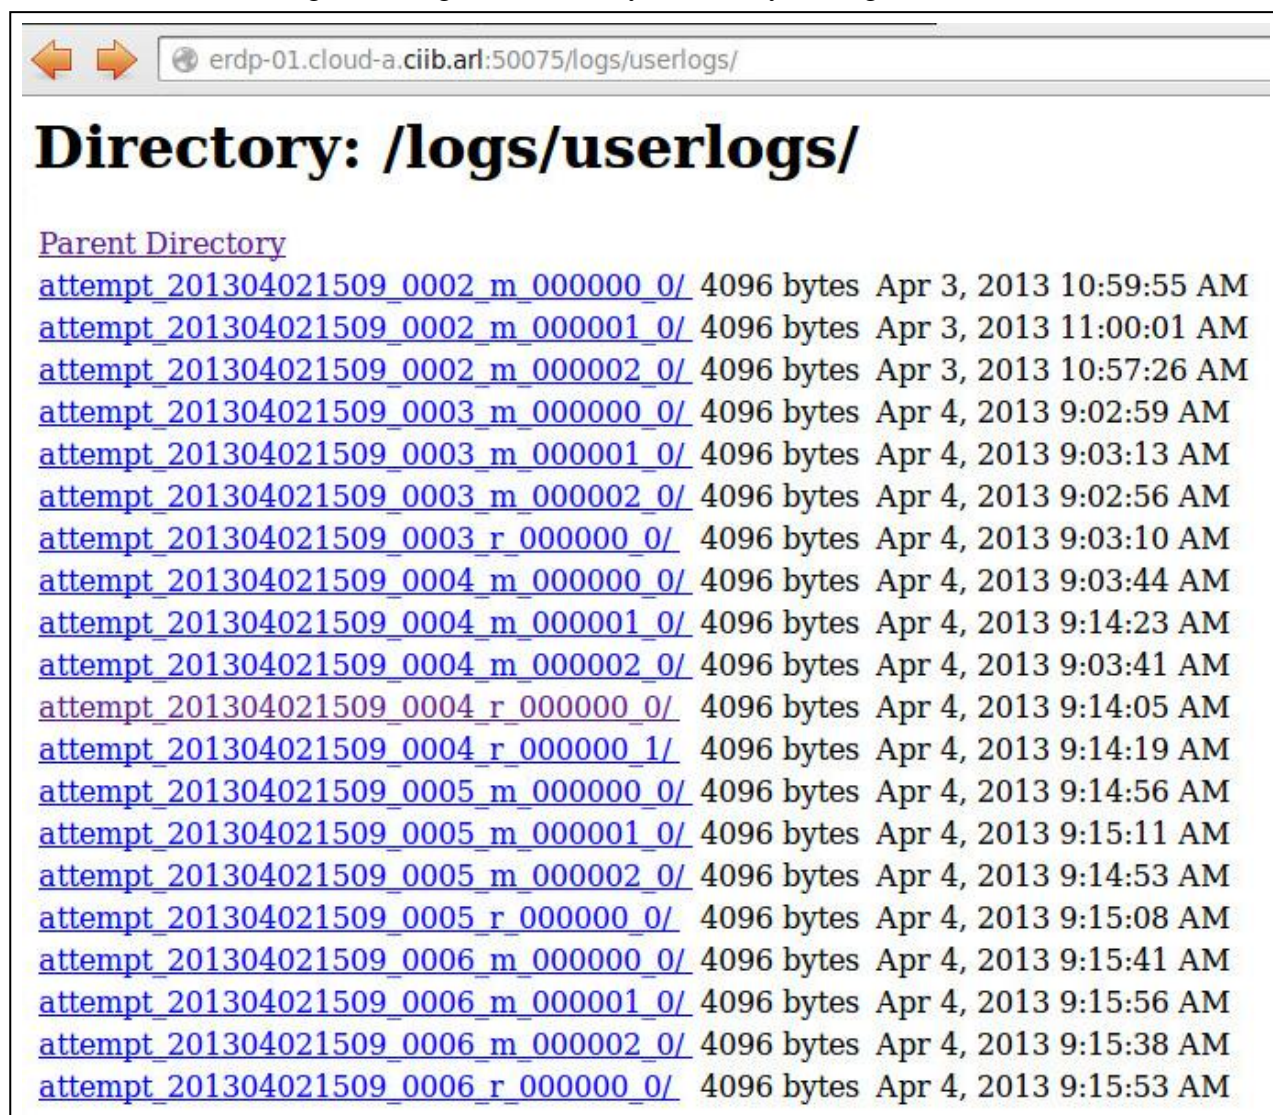 erdp-01.cloud-a.ciib.arl:50075/logs/userlogs/
Directory: /logs/userlogs/
Parent Directory
attempt_201304021509_0002_m_000000_0/ 4096 bytes Apr 3, 2013 10:59:55 AM
attempt_201304021509_0002_m_000001_0/ 4096 bytes Apr 3, 2013 11:00:01 AM
attempt_201304021509_0002_m_000002_0/ 4096 bytes Apr 3, 2013 10:57:26 AM
attempt_201304021509_0003_m_000000_0/ 4096 bytes Apr 4, 2013 9:02:59 AM
attempt_201304021509_0003_m_000001_0/ 4096 bytes Apr 4, 2013 9:03:13 AM
attempt_201304021509_0003_m_000002_0/ 4096 bytes Apr 4, 2013 9:02:56 AM
attempt_201304021509_0003_r_000000_0/ 4096 bytes Apr 4, 2013 9:03:10 AM
attempt_201304021509_0004_m_000000_0/ 4096 bytes Apr 4, 2013 9:03:44 AM
attempt_201304021509_0004_m_000001_0/ 4096 bytes Apr 4, 2013 9:14:23 AM
attempt_201304021509_0004_m_000002_0/ 4096 bytes Apr 4, 2013 9:03:41 AM
attempt_201304021509_0004_r_000000_0/ 4096 bytes Apr 4, 2013 9:14:05 AM
attempt_201304021509_0004_r_000000_1/ 4096 bytes Apr 4, 2013 9:14:19 AM
attempt_201304021509_0005_m_000000_0/ 4096 bytes Apr 4, 2013 9:14:56 AM
attempt_201304021509_0005_m_000001_0/ 4096 bytes Apr 4, 2013 9:15:11 AM
attempt_201304021509_0005_m_000002_0/ 4096 bytes Apr 4, 2013 9:14:53 AM
attempt_201304021509_0005_r_000000_0/ 4096 bytes Apr 4, 2013 9:15:08 AM
attempt_201304021509_0006_m_000000_0/ 4096 bytes Apr 4, 2013 9:15:41 AM
attempt_201304021509_0006_m_000001_0/ 4096 bytes Apr 4, 2013 9:15:56 AM
attempt_201304021509_0006_m_000002_0/ 4096 bytes Apr 4, 2013 9:15:38 AM
attempt_201304021509_0006_r_000000_0/ 4096 bytes Apr 4, 2013 9:15:53 AM